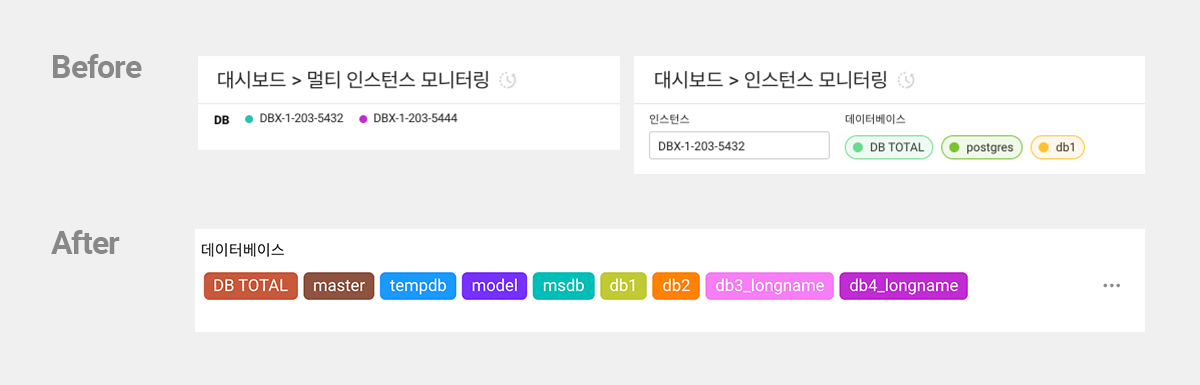 Before
대시보드 > 멀티 인스턴스 모니터링
DB DBX-1-203-5432 DBX-1-203-5444
대시보드 > 인스턴스 모니터링
인스턴스 데이터베이스
DBX-1-203-5432 DB TOTAL postgres db1
After
데이터베이스
DB TOTAL master tempdb model msdb db1 db2 db3_longname db4_longname ...